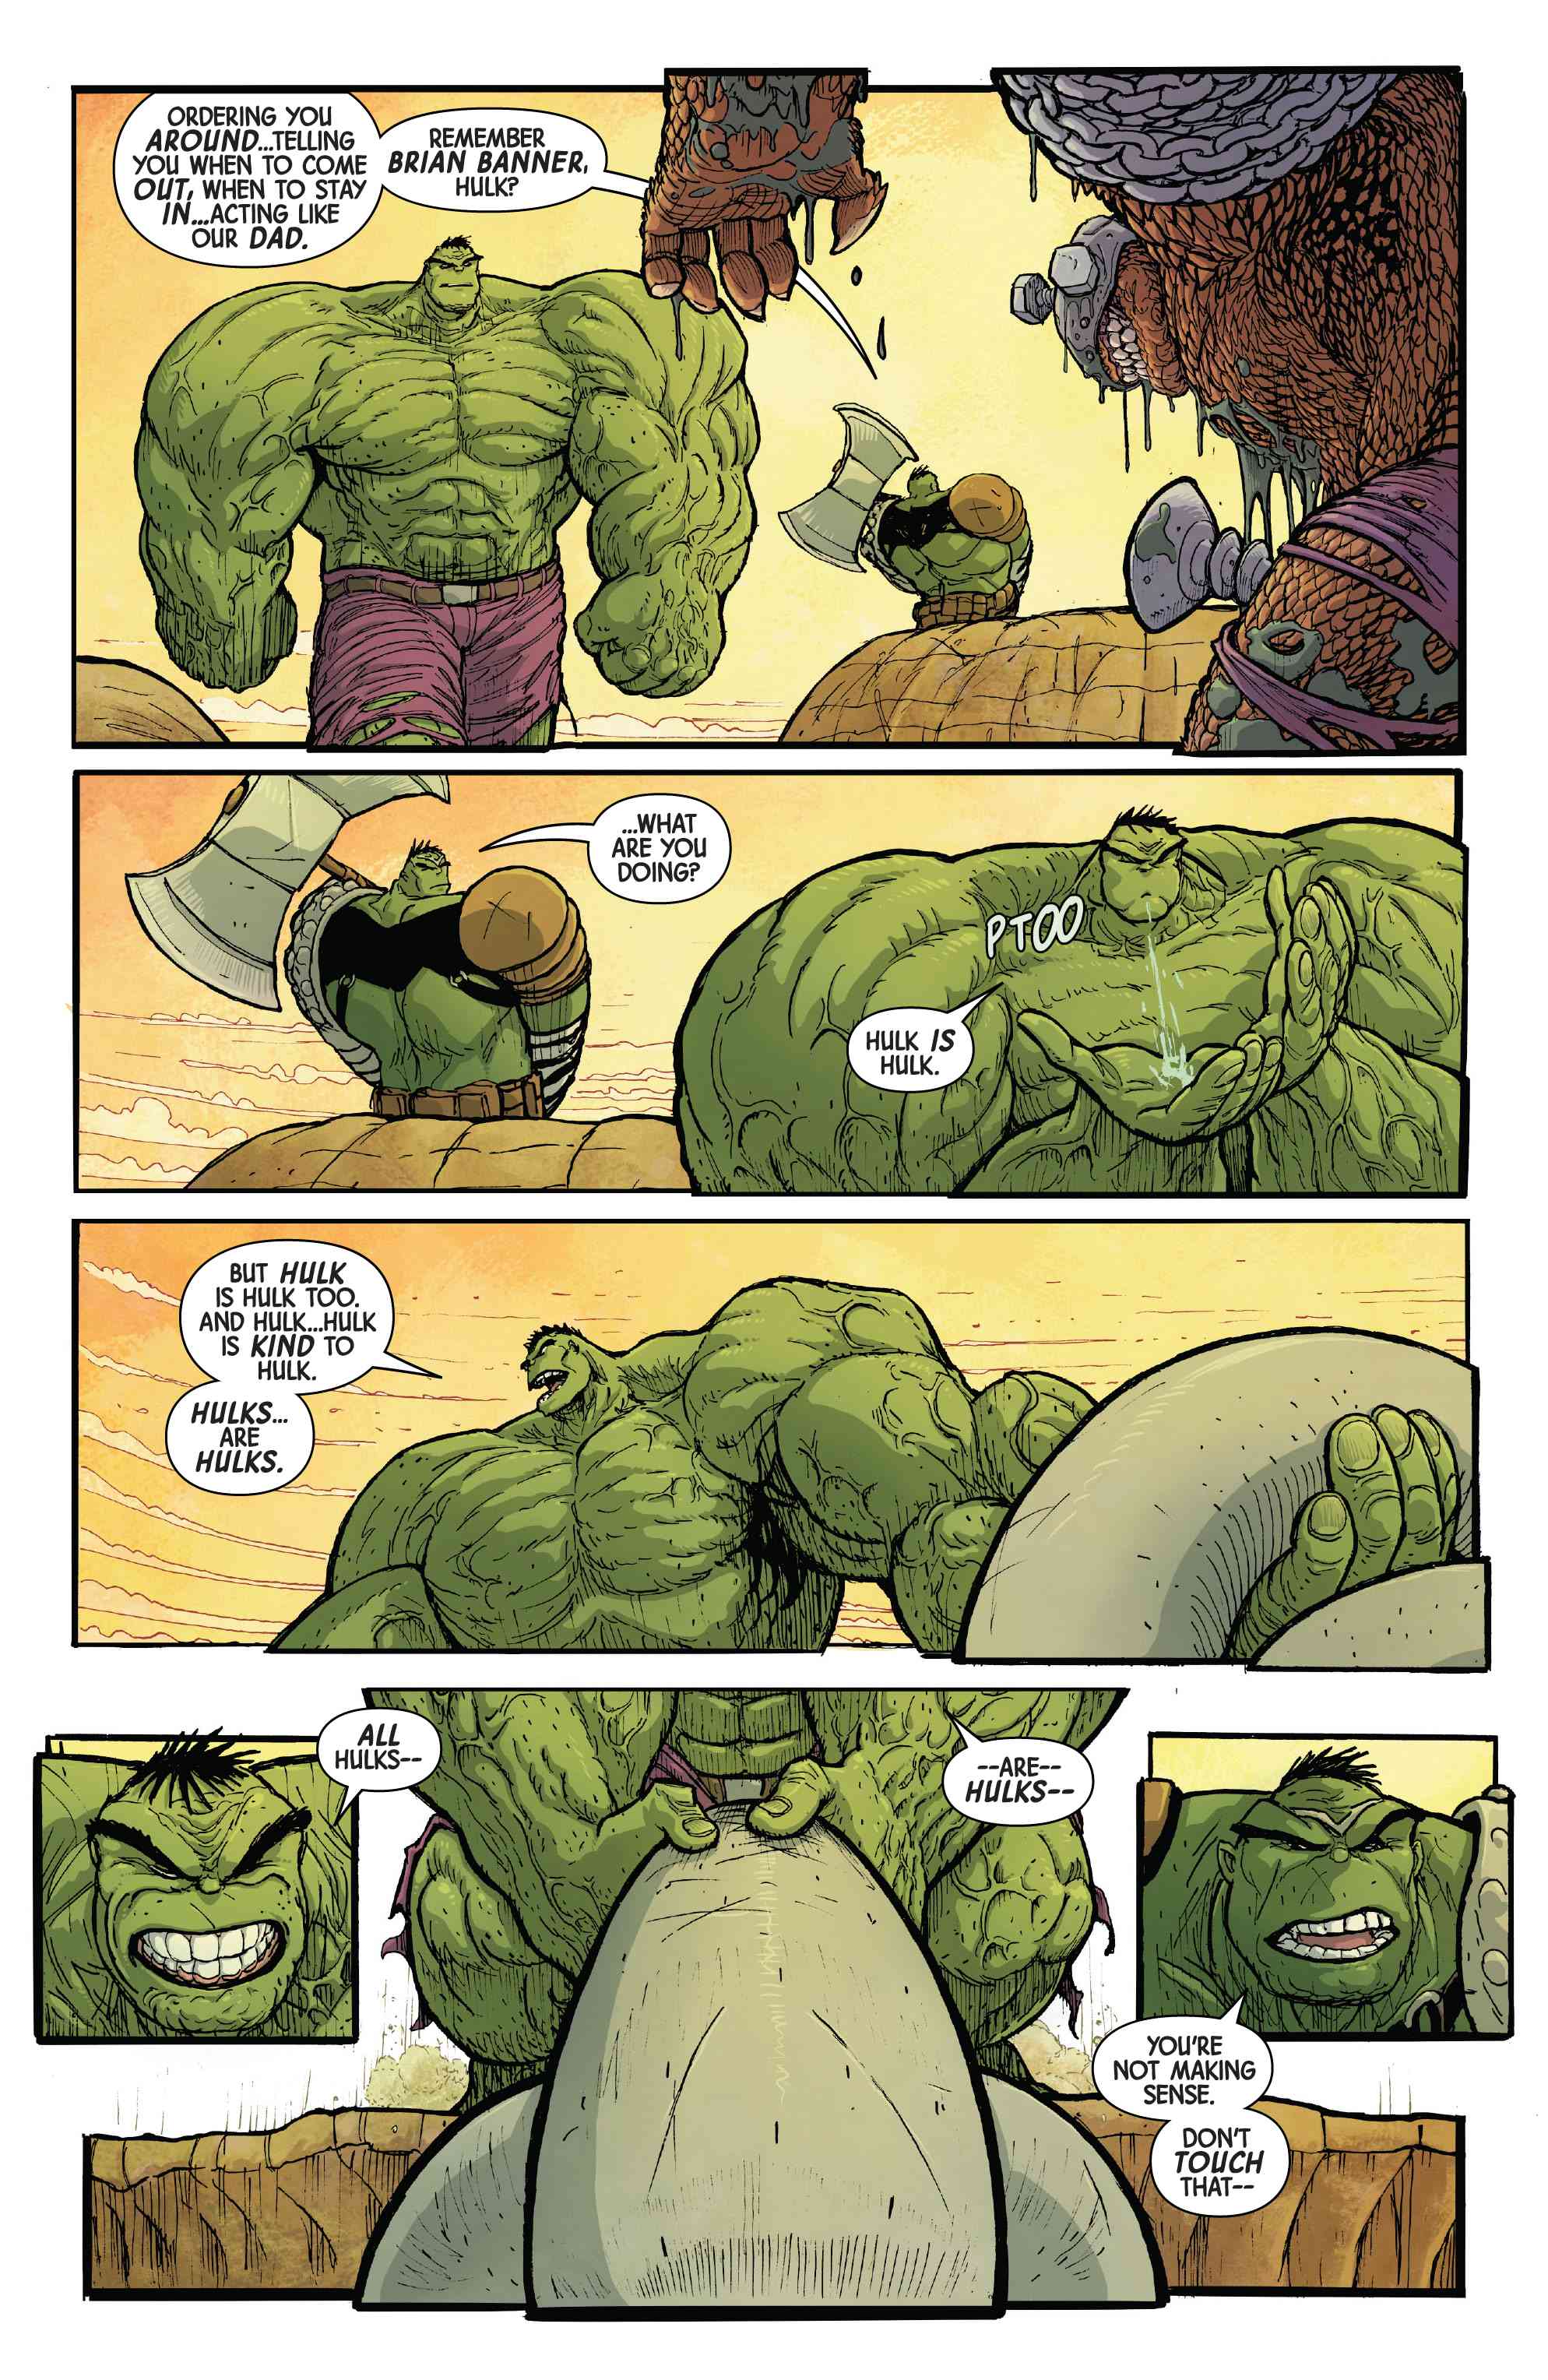 ORDERING YOU
AROUND...TELLING
YOU WHEN TO COME
OUT, WHEN TO STAY
IN...ACTING LIKE
OUR DAD.
REMEMBER
BRIAN BANNER,
HULK?
...WHAT
ARE YOU
DOING?
PTOO
HULK IS
HULK.
BUT HULK
IS HULK TOO.
AND HULK...HULK
IS KIND TO
HULK.
HULKS...
ARE
HULKS.
ALL
HULKS--
--ARE--
HULKS--
YOU'RE
NOT MAKING
SENSE.
DON'T
TOUCH
THAT--